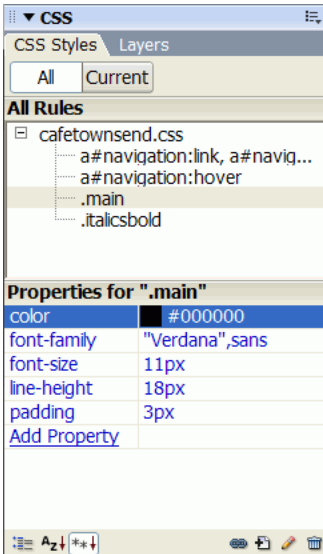 CSS
CSS Styles Layers
All Current
All Rules
cafetownsend.css
a#navigation:link, a#navig...
a#navigation:hover
.main
.italicsbold
Properties for ".main"
color #000000
font-family "Verdana",sans
font-size 11px
line-height 18px
padding 3px
Add Property
AZ↓ **↓